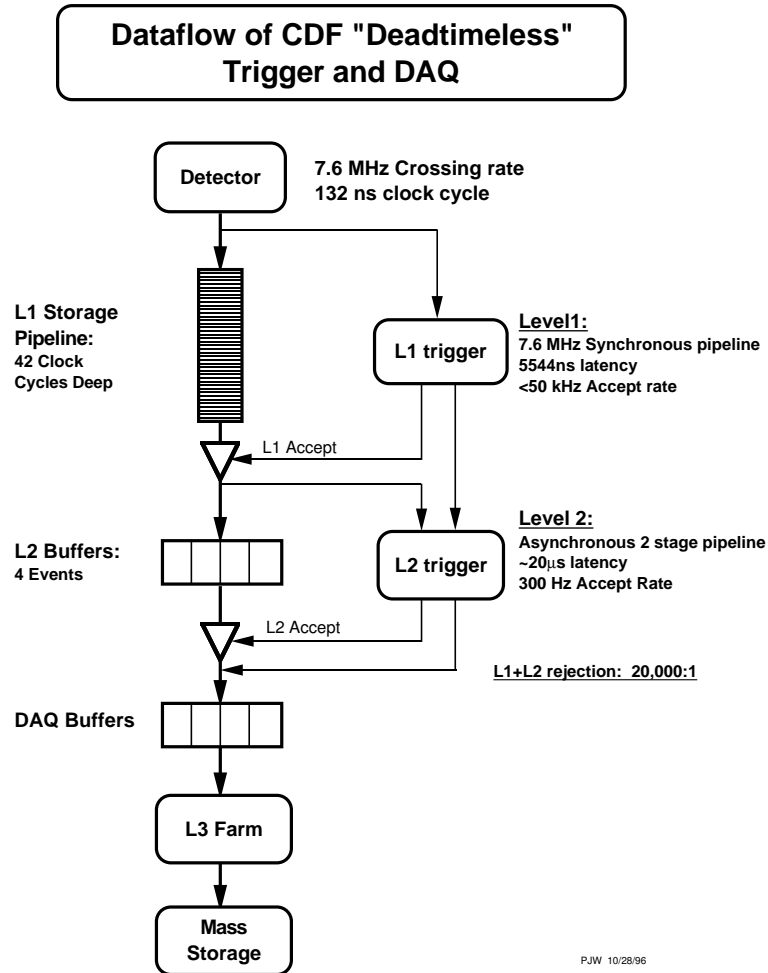 Dataflow of CDF "Deadtimeless"
Trigger and DAQ
Detector
7.6 MHz Crossing rate
132 ns clock cycle
L1 Storage
Pipeline:
42 Clock
Cycles Deep
L1 trigger
Level1:
7.6 MHz Synchronous pipeline
5544ns latency
<50 kHz Accept rate
L1 Accept
L2 Buffers:
4 Events
L2 trigger
Level 2:
Asynchronous 2 stage pipeline
~20μs latency
300 Hz Accept Rate
L2 Accept
L1+L2 rejection: 20,000:1
DAQ Buffers
L3 Farm
Mass
Storage
PJW 10/28/96